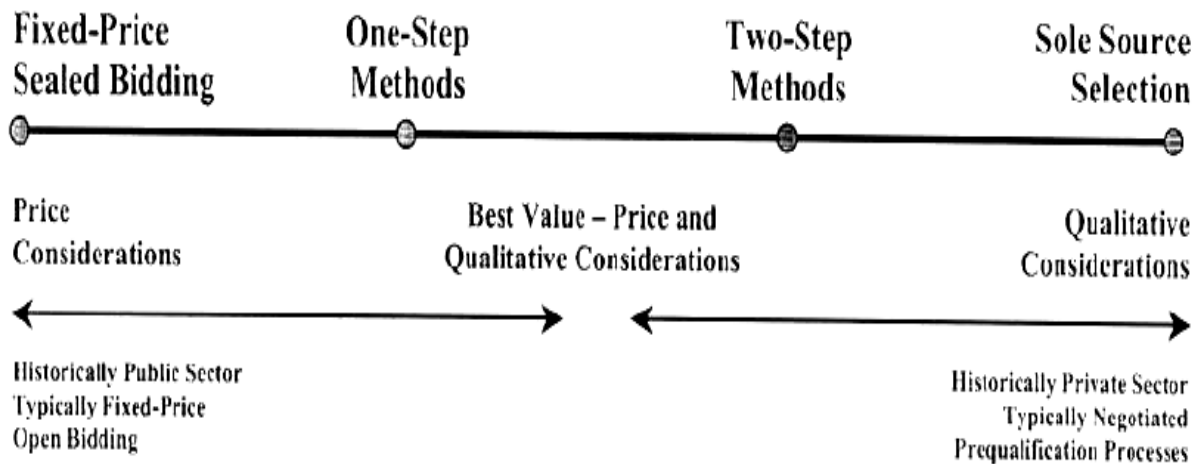 Fixed-Price
Sealed Bidding
One-Step
Methods
Two-Step
Methods
Sole Source
Selection
Price
Considerations
Best Value – Price and
Qualitative Considerations
Qualitative
Considerations
Historically Public Sector
Typically Fixed-Price
Open Bidding
Historically Private Sector
Typically Negotiated
Prequalification Processes